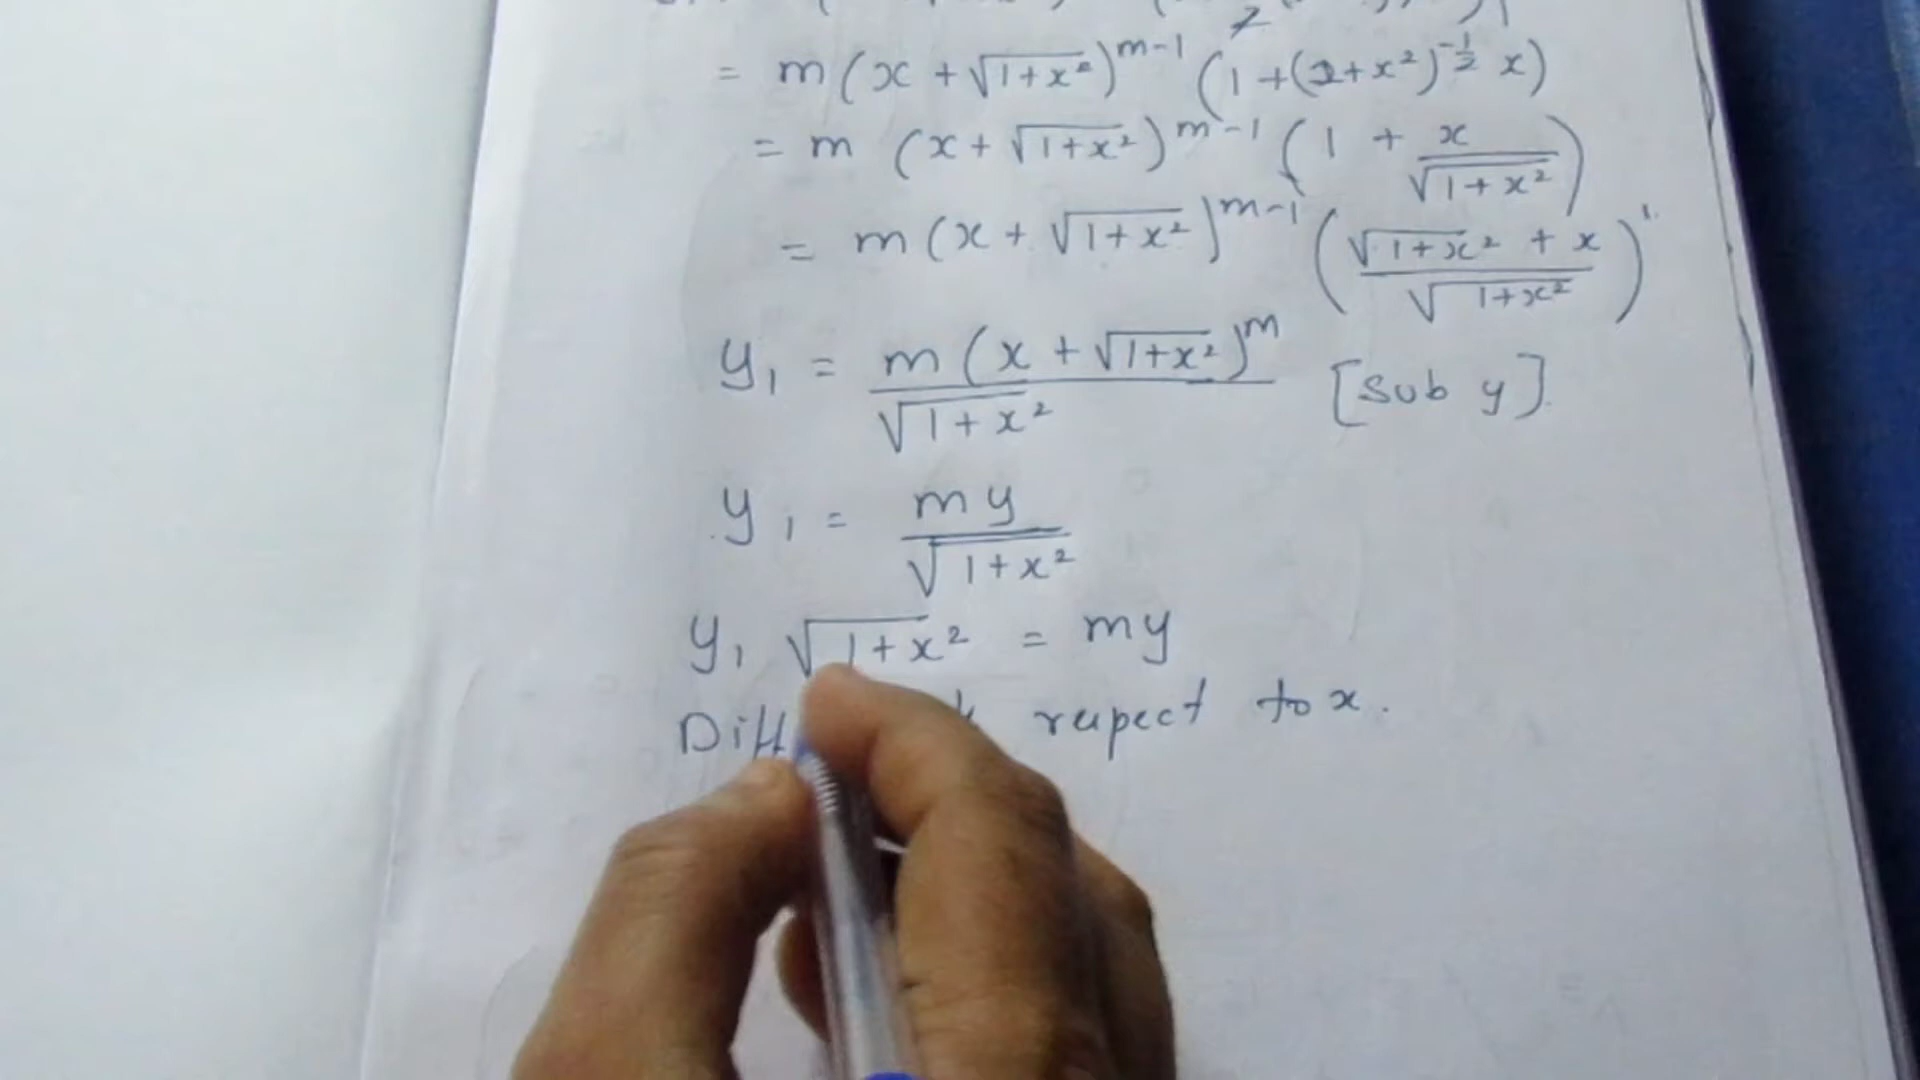 = m(x + √1+x²)^m-1 (1+(1+x²)^-1/2 x)
= m (x + √1+x²)^m-1 (1 + x/√1+x²)
= m(x + √1+x²)^m-1 (√1+x² + x/√1+x²)
y₁ = m(x + √1+x²)^m/√1+x² [Sub y]
y₁ = my/√1+x²
y₁ √1+x² = my
Diff repect to x.